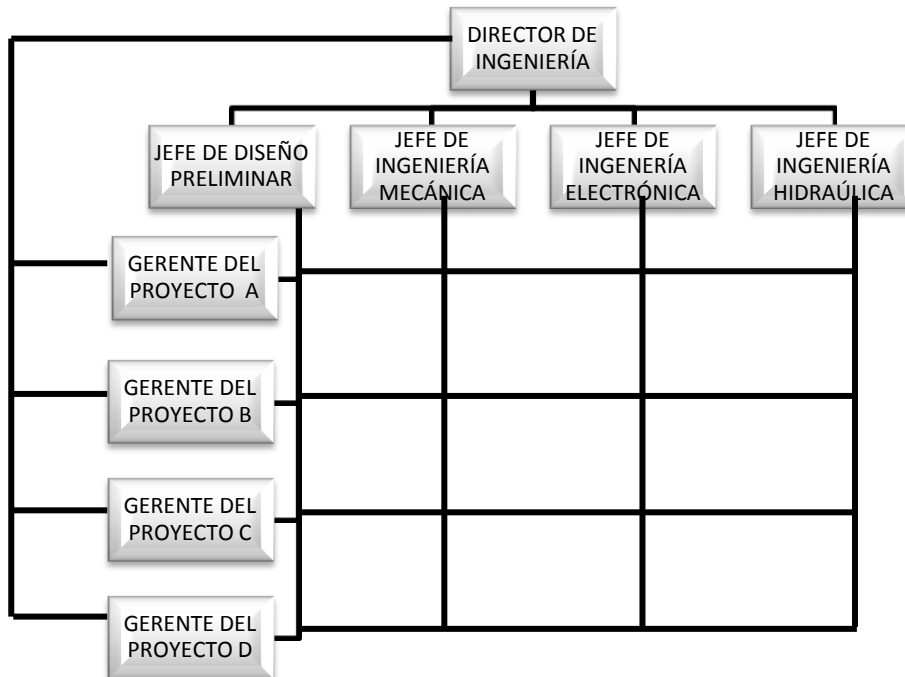 DIRECTOR DE
INGENIERÍA
JEFE DE DISEÑO
PRELIMINAR
JEFE DE
INGENIERÍA
MECÁNICA
JEFE DE
INGENERÍA
ELECTRÓNICA
JEFE DE
INGENIERÍA
HIDRAÚLICA
GERENTE DEL
PROYECTO A
GERENTE DEL
PROYECTO B
GERENTE DEL
PROYECTO C
GERENTE DEL
PROYECTO D